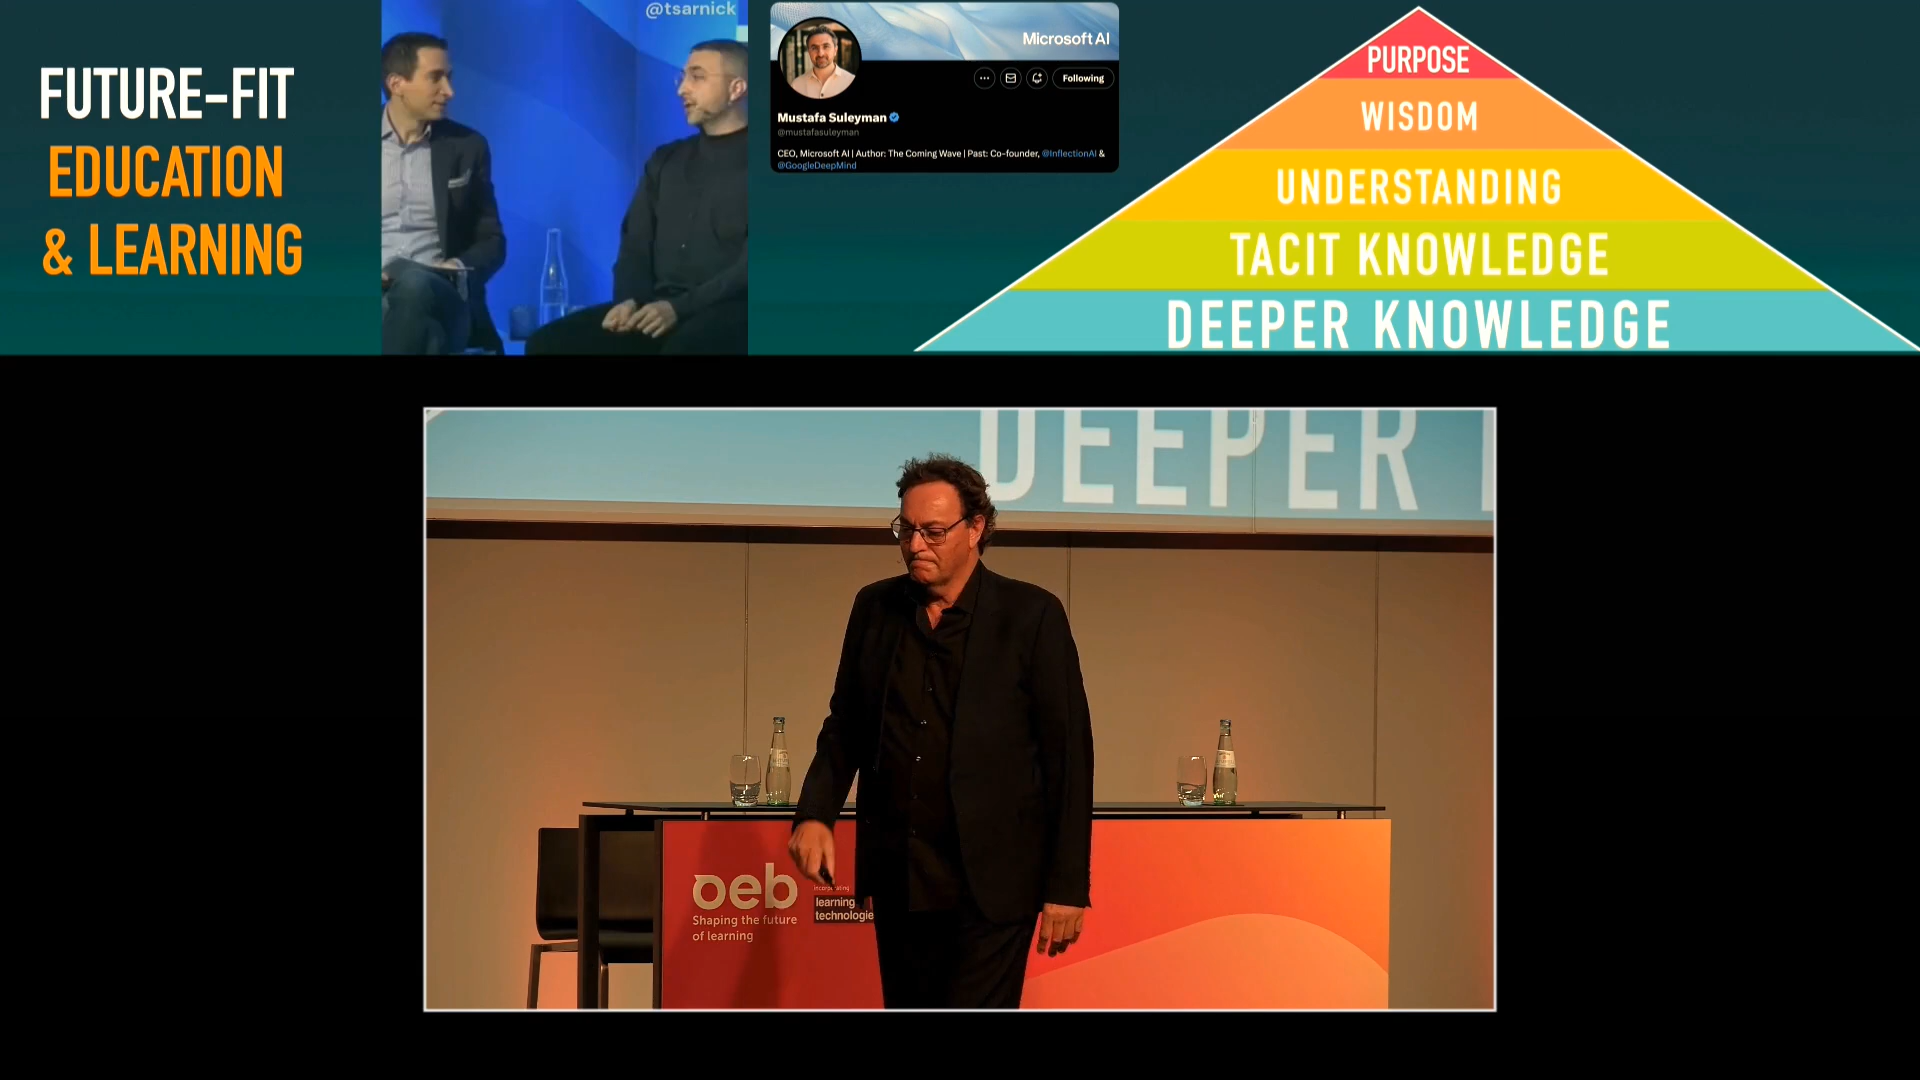 FUTURE-FIT
EDUCATION
& LEARNING
@tsarnick
Microsoft AI
Following
Mustafa Suleyman
@mustafasuleyman
CEO, Microsoft AI | Author: The Coming Wave | Past: Co-founder, @InflectionAI &
@GoogleDeepMind
PURPOSE
WISDOM
UNDERSTANDING
TACIT KNOWLEDGE
DEEPER KNOWLEDGE
DEEPER
oeb
Shaping the future
of learning
incorporating
learning
technologie